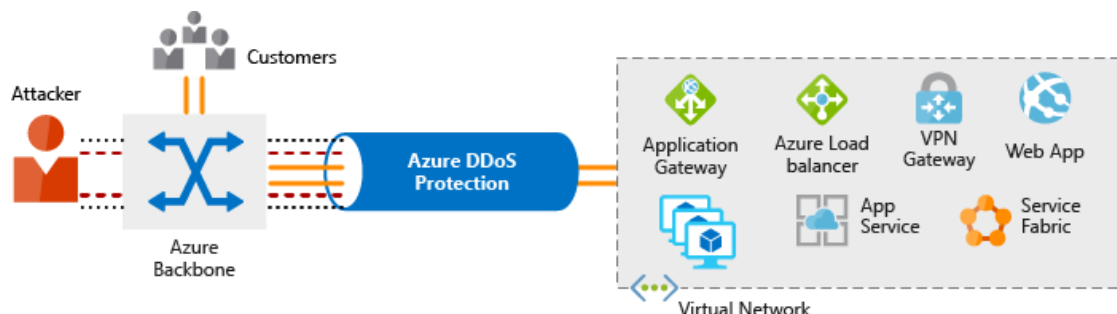 Customers
Attacker
Azure
Backbone
Azure DDoS
Protection
Application
Gateway
Azure Load
balancer
VPN
Gateway
Web App
App
Service
Service
Fabric
Virtual Network